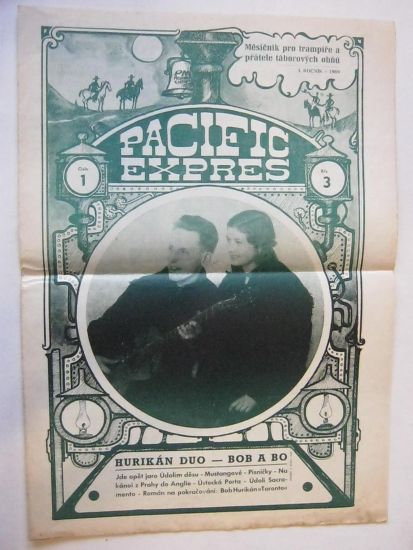 Měsíčník pro trampíře a
přátele táborových ohňů
1. ROČNÍK – 1969
PACIFIC
EXPRES
Číslo
1
Kčs
3
HURIKÁN DUO — BOB A BO
Jde opět jaro Údolím děsu - Mustangové - Písničky - Na
kánoi z Prahy do Anglie - Ústecká Porta - Údolí Sacra-
mento - Román na pokračování: Bob Hurikán »Toronto«